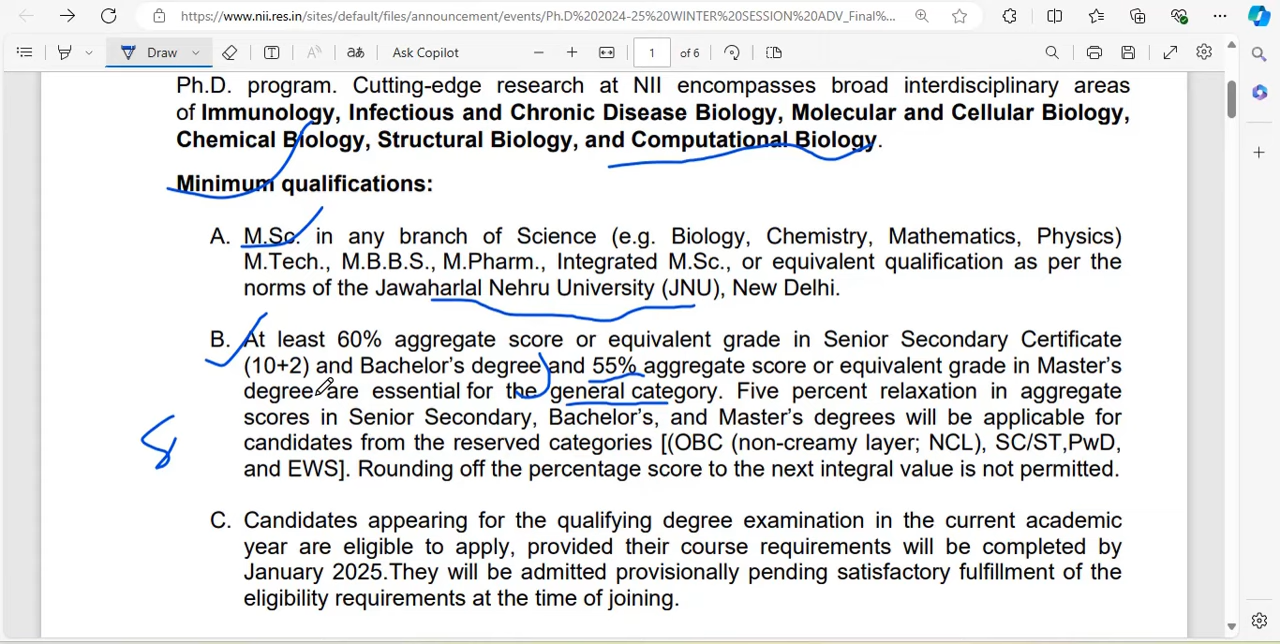 https://www.nii.res.in/sites/default/files/announcement/events/Ph.D%202024-25%20WINTER%20SESSION%20ADV_Final%...
Draw
Ask Copilot
1 of 6
Ph.D. program. Cutting-edge research at NII encompasses broad interdisciplinary areas
of Immunology, Infectious and Chronic Disease Biology, Molecular and Cellular Biology,
Chemical Biology, Structural Biology, and Computational Biology.
Minimum qualifications:
A. M.Sc. in any branch of Science (e.g. Biology, Chemistry, Mathematics, Physics)
M.Tech., M.B.B.S., M.Pharm., Integrated M.Sc., or equivalent qualification as per the
norms of the Jawaharlal Nehru University (JNU), New Delhi.
B. At least 60% aggregate score or equivalent grade in Senior Secondary Certificate
(10+2) and Bachelor's degree and 55% aggregate score or equivalent grade in Master's
degree are essential for the general category. Five percent relaxation in aggregate
scores in Senior Secondary, Bachelor's, and Master's degrees will be applicable for
candidates from the reserved categories [(OBC (non-creamy layer; NCL), SC/ST,PwD,
and EWS]. Rounding off the percentage score to the next integral value is not permitted.
C. Candidates appearing for the qualifying degree examination in the current academic
year are eligible to apply, provided their course requirements will be completed by
January 2025.They will be admitted provisionally pending satisfactory fulfillment of the
eligibility requirements at the time of joining.